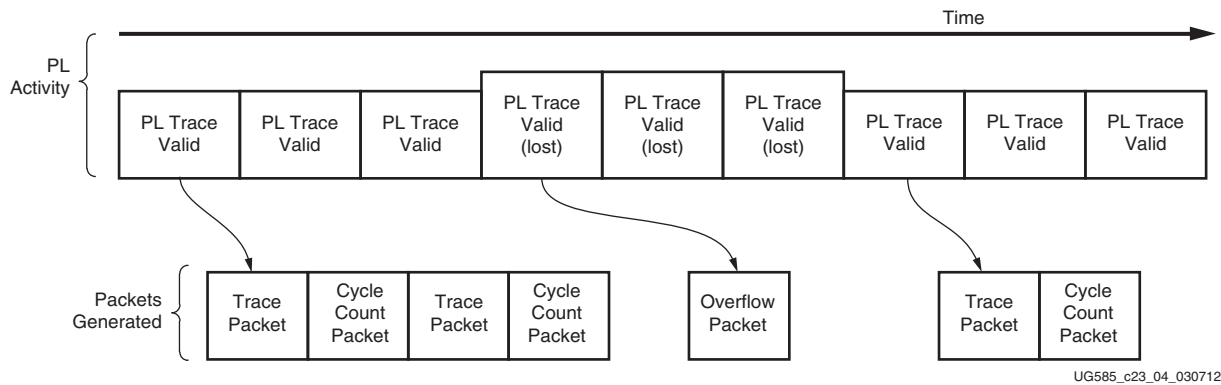 Time
PL
Activity
PL Trace
Valid
PL Trace
Valid
PL Trace
Valid
PL Trace
Valid
(lost)
PL Trace
Valid
(lost)
PL Trace
Valid
(lost)
PL Trace
Valid
PL Trace
Valid
PL Trace
Valid
Packets
Generated
Trace
Packet
Cycle
Count
Packet
Trace
Packet
Cycle
Count
Packet
Overflow
Packet
Trace
Packet
Cycle
Count
Packet
UG585_c23_04_030712